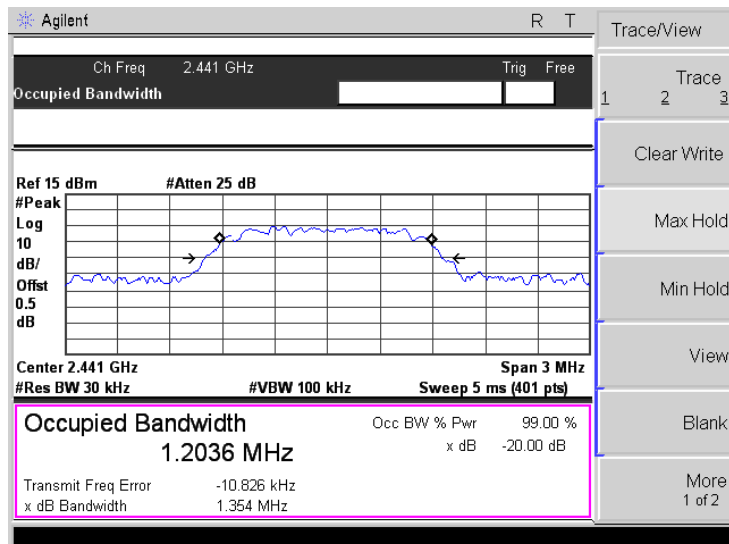 Agilent R T
Ch Freq 2.441 GHz Trig Free
Occupied Bandwidth
Ref 15 dBm #Atten 25 dB
#Peak
Log
10
dB/
Offst
0.5
dB
Center 2.441 GHz Span 3 MHz
#Res BW 30 kHz #VBW 100 kHz Sweep 5 ms (401 pts)
Occupied Bandwidth Occ BW % Pwr 99.00 %
1.2036 MHz x dB -20.00 dB
Transmit Freq Error -10.826 kHz
x dB Bandwidth 1.354 MHz
Trace/View
Trace
1 2 3
Clear Write
Max Hold
Min Hold
View
Blank
More
1 of 2